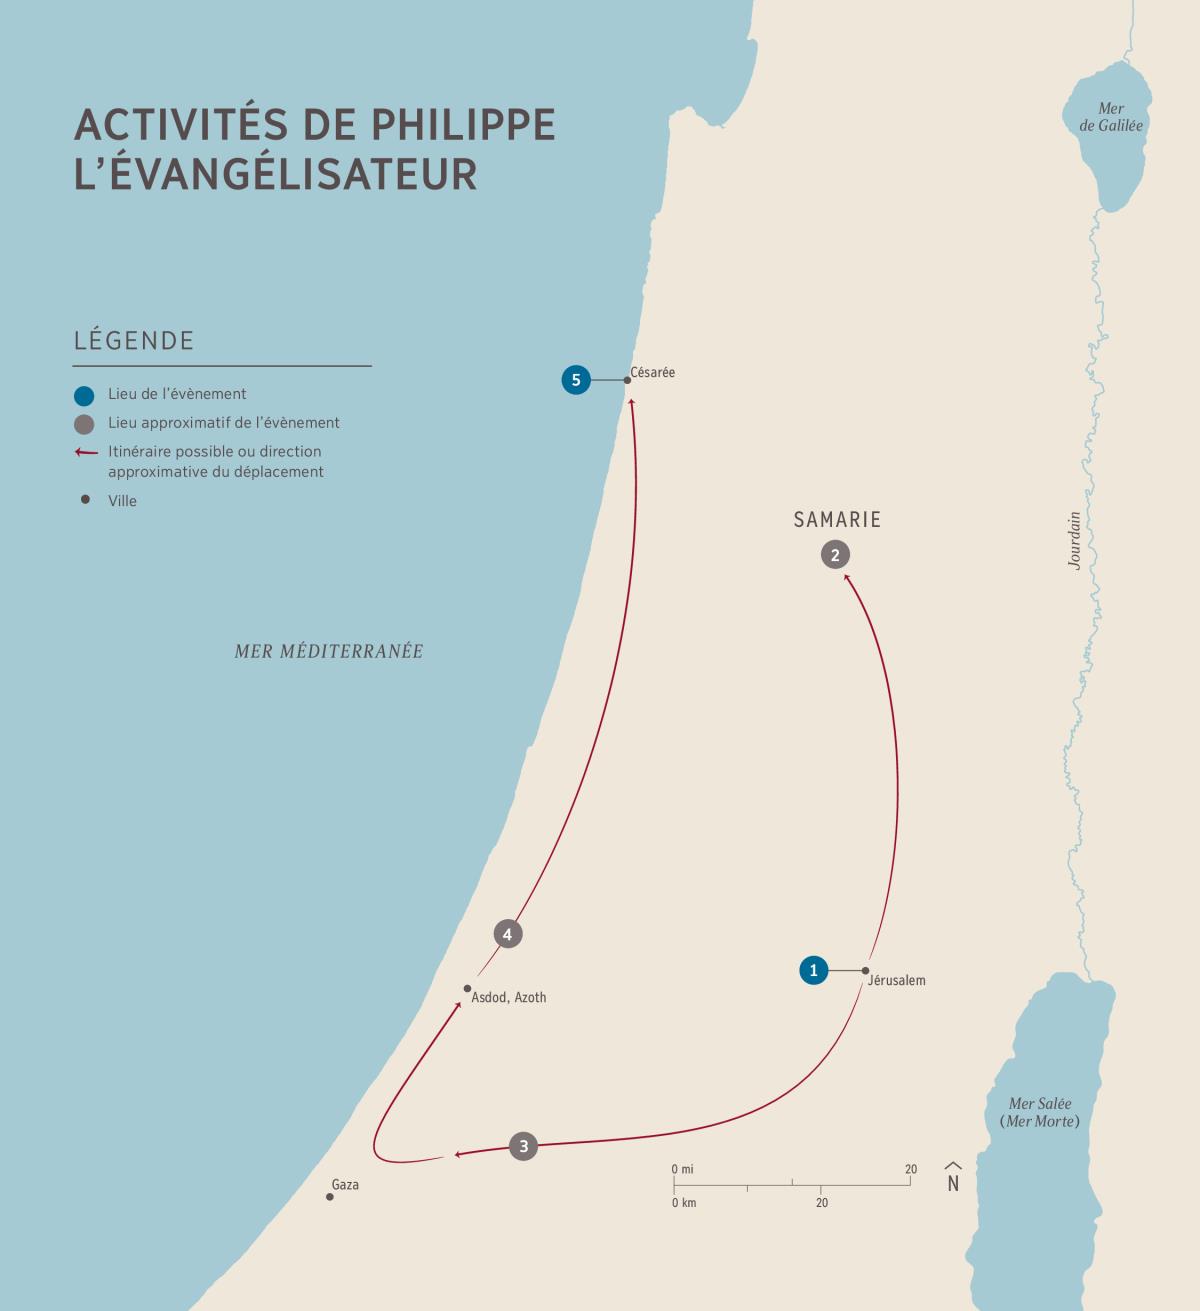 ACTIVITÉS DE PHILIPPE
L’ÉVANGÉLISATEUR
LÉGENDE
Lieu de l’évènement
Lieu approximatif de l’évènement
Itinéraire possible ou direction
approximative du déplacement
Ville
Mer
de Galilée
5
Césarée
SAMARIE
2
Jourdain
MER MÉDITERRANÉE
4
1
Jérusalem
Asdod, Azoth
Mer Salée
(Mer Morte)
3
Gaza
0 mi
20
0 km
20
N